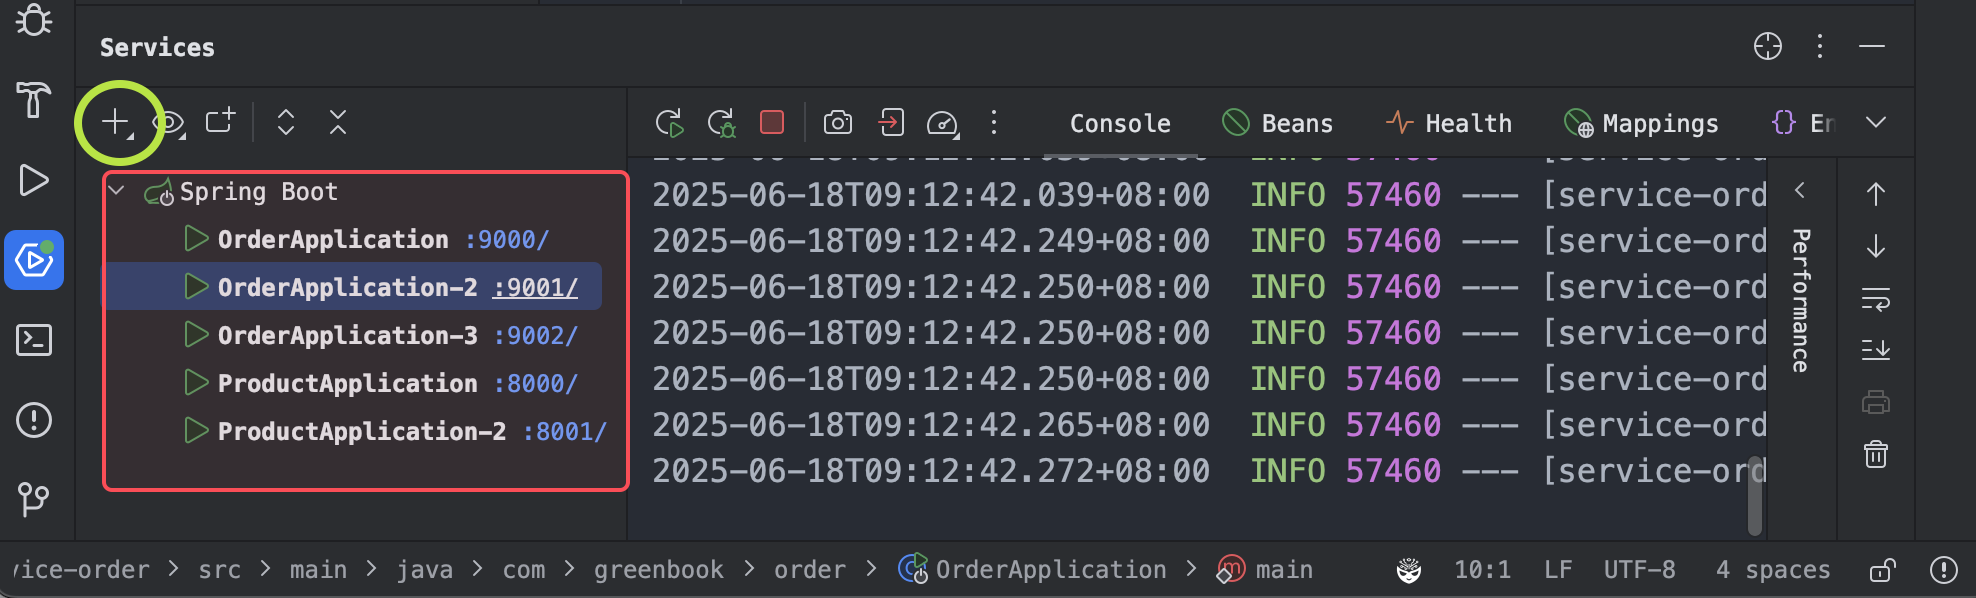 Services
Console Beans Health Mappings En
Spring Boot
OrderApplication :9000/
OrderApplication-2 :9001/
OrderApplication-3 :9002/
ProductApplication :8000/
ProductApplication-2 :8001/
2025-06-18T09:12:42.039+08:00 INFO 57460 --- [service-ord
2025-06-18T09:12:42.249+08:00 INFO 57460 --- [service-ord
2025-06-18T09:12:42.250+08:00 INFO 57460 --- [service-ord
2025-06-18T09:12:42.250+08:00 INFO 57460 --- [service-ord
2025-06-18T09:12:42.250+08:00 INFO 57460 --- [service-ord
2025-06-18T09:12:42.265+08:00 INFO 57460 --- [service-ord
2025-06-18T09:12:42.272+08:00 INFO 57460 --- [service-ord
Performance
vice-order > src > main > java > com > greenbook > order > OrderApplication > main 10:1 LF UTF-8 4 spaces